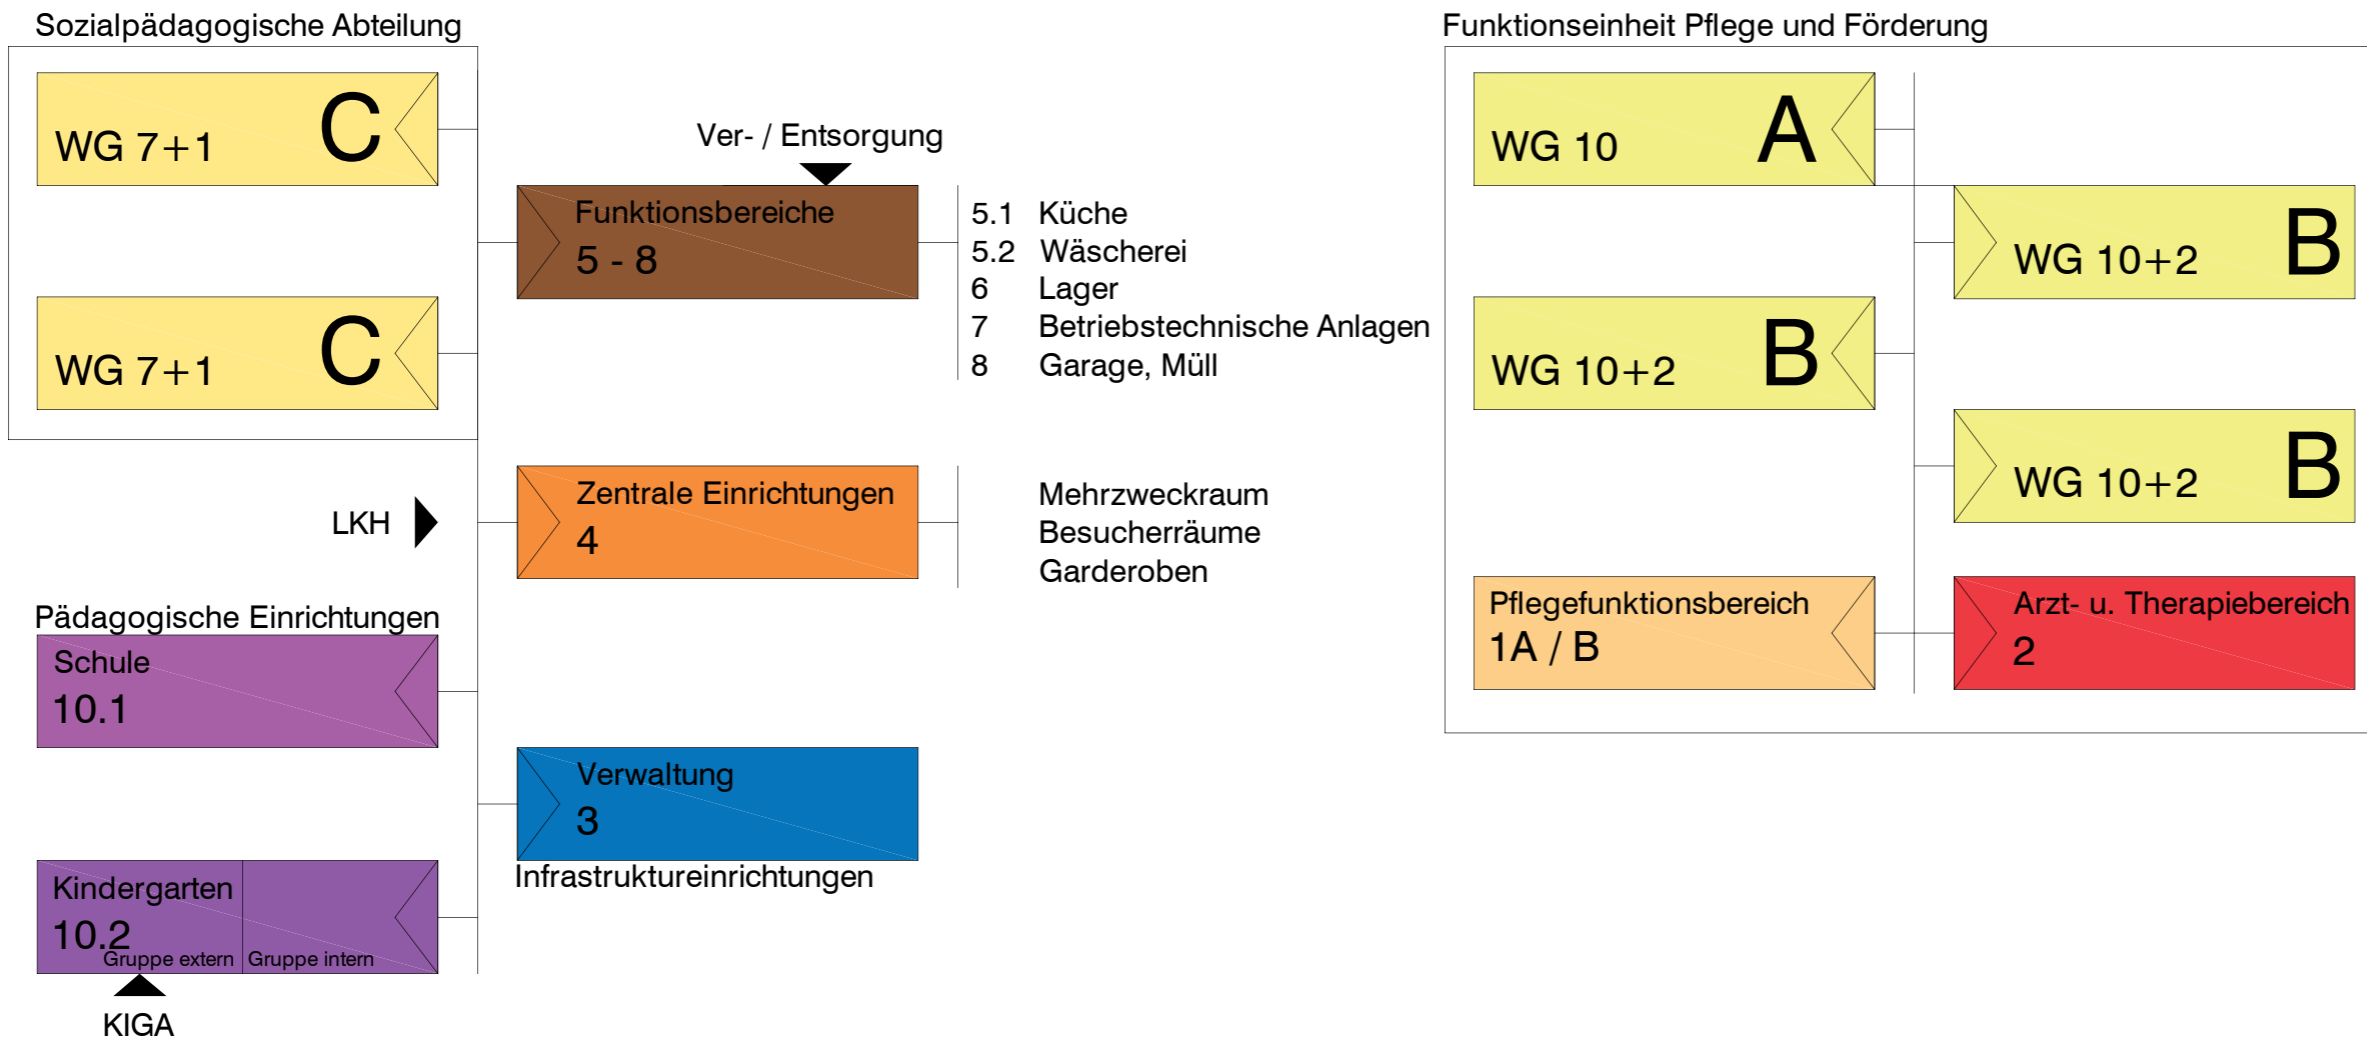 Sozialpädagogische Abteilung
WG 7+1
C
WG 7+1
C
LKH
Pädagogische Einrichtungen
Schule
10.1
Kindergarten
10.2
Gruppe extern
Gruppe intern
KIGA
Ver- / Entsorgung
Funktionsbereiche
5 - 8
5.1 Küche
5.2 Wäscherei
6 Lager
7 Betriebstechnische Anlagen
8 Garage, Müll
Zentrale Einrichtungen
4
Mehrzweckraum
Besucherräume
Garderoben
Verwaltung
3
Infrastruktureinrichtungen
Funktionseinheit Pflege und Förderung
WG 10
A
WG 10+2
B
WG 10+2
B
WG 10+2
B
Pflegefunktionsbereich
1A / B
Arzt- u. Therapiebereich
2